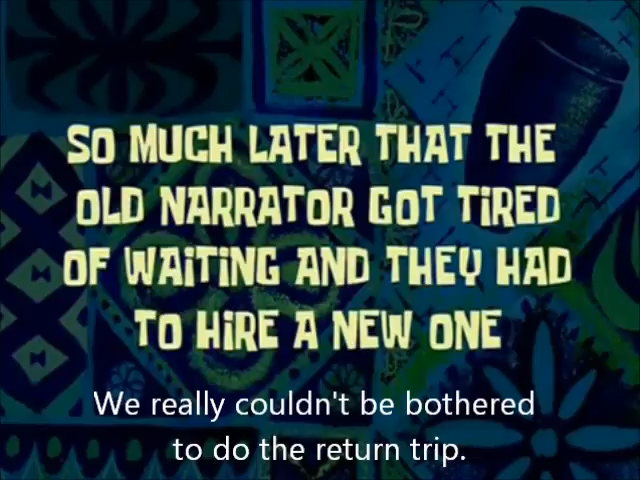 SO MUCH LATER THAT THE
OLD NARRATOR GOT TiRED
OF WAiTiNG AND THEY HAD
TO HiRE A NEW ONE
We really couldn't be bothered
to do the return trip.